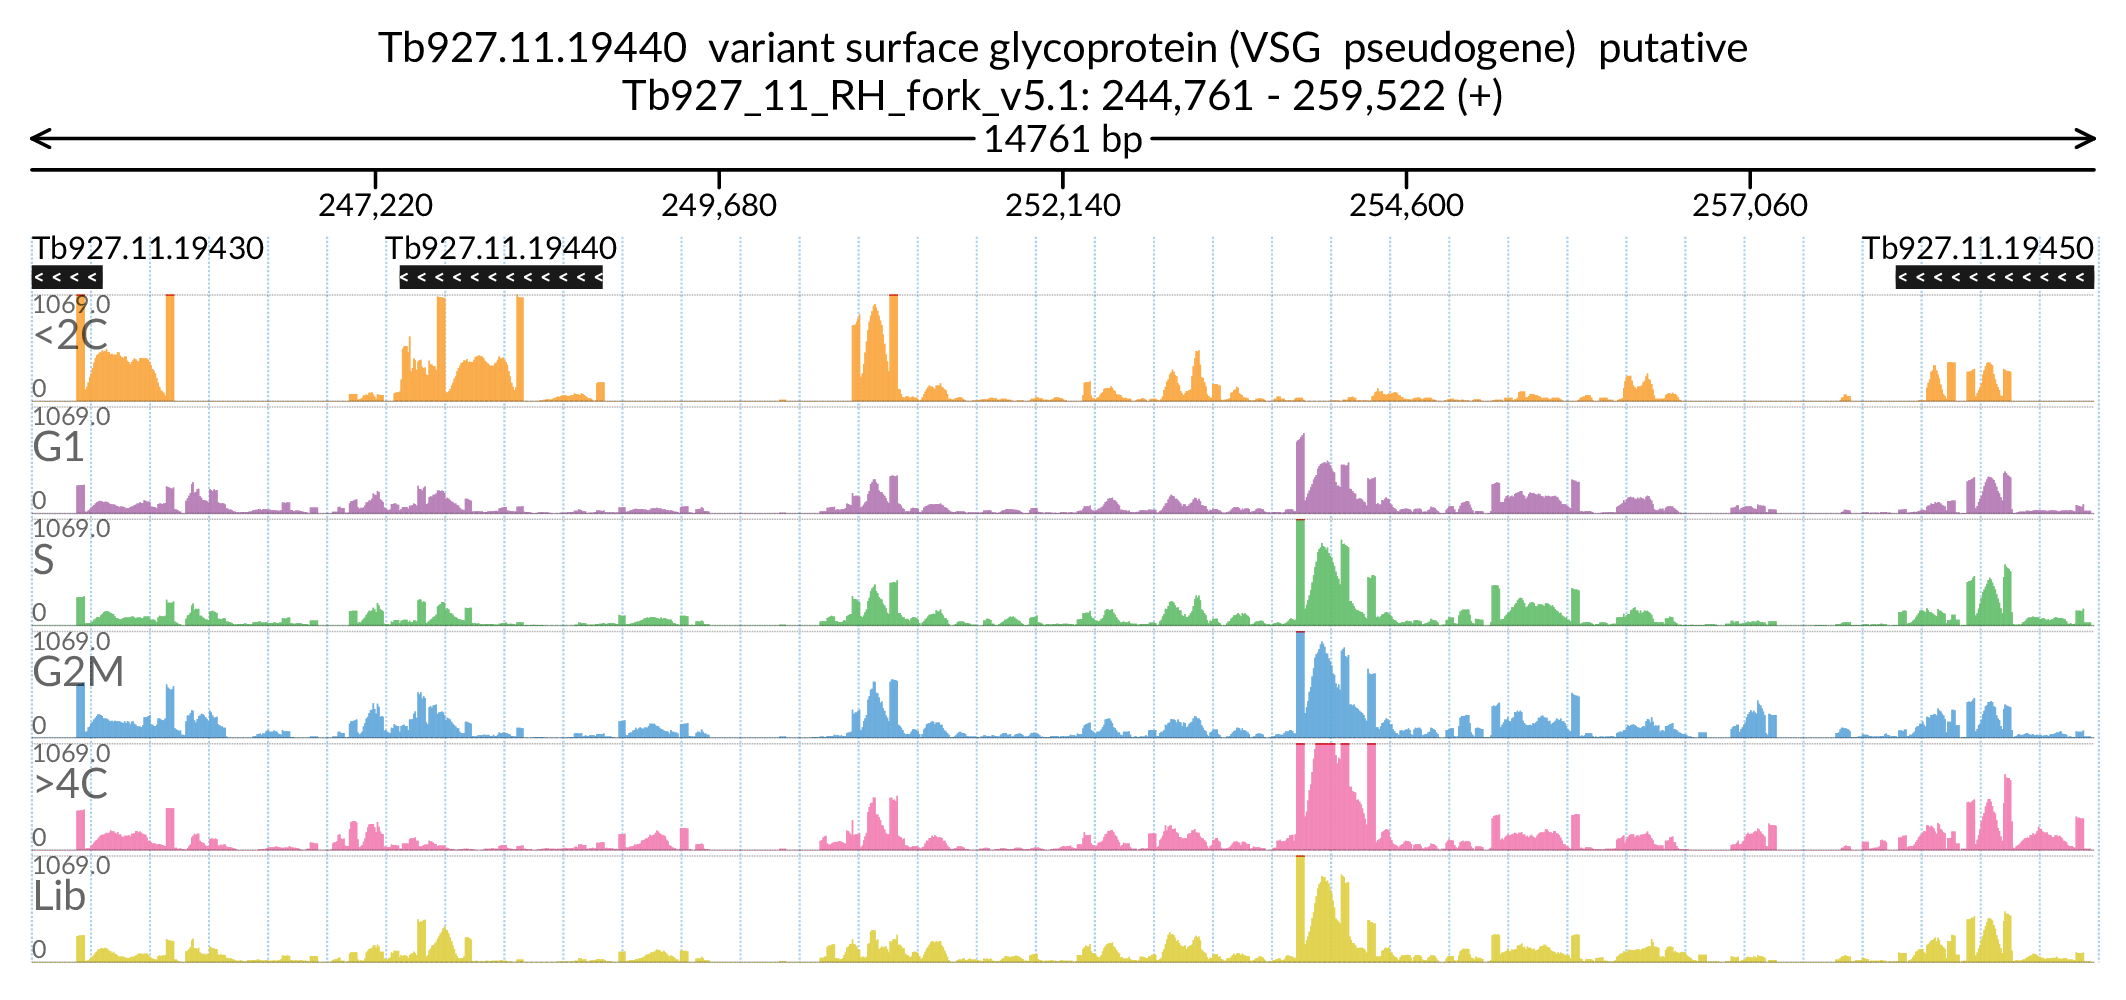 Tb927.11.19440  variant surface glycoprotein (VSG  pseudogene)  putative
Tb927_11_RH_fork_v5.1: 244,761 - 259,522 (+)
14761 bp
247,220 249,680 252,140 254,600 257,060
Tb927.11.19430 Tb927.11.19440 Tb927.11.19450
1069.0
<2C
0
1069.0
G1
0
1069.0
S
0
1069.0
G2M
0
1069.0
>4C
0
1069.0
Lib
0